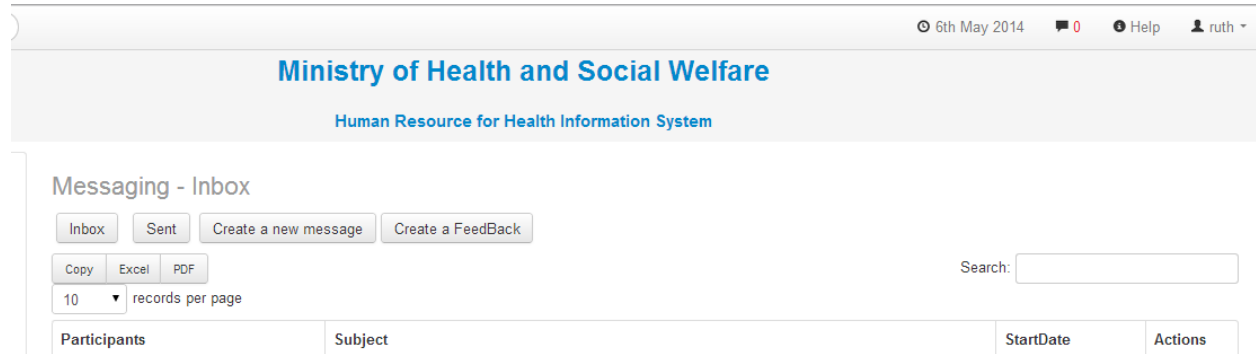 6th May 2014 0 Help ruth
Ministry of Health and Social Welfare
Human Resource for Health Information System
Messaging - Inbox
Inbox Sent Create a new message Create a FeedBack
Copy Excel PDF Search:
10 records per page
Participants Subject StartDate Actions